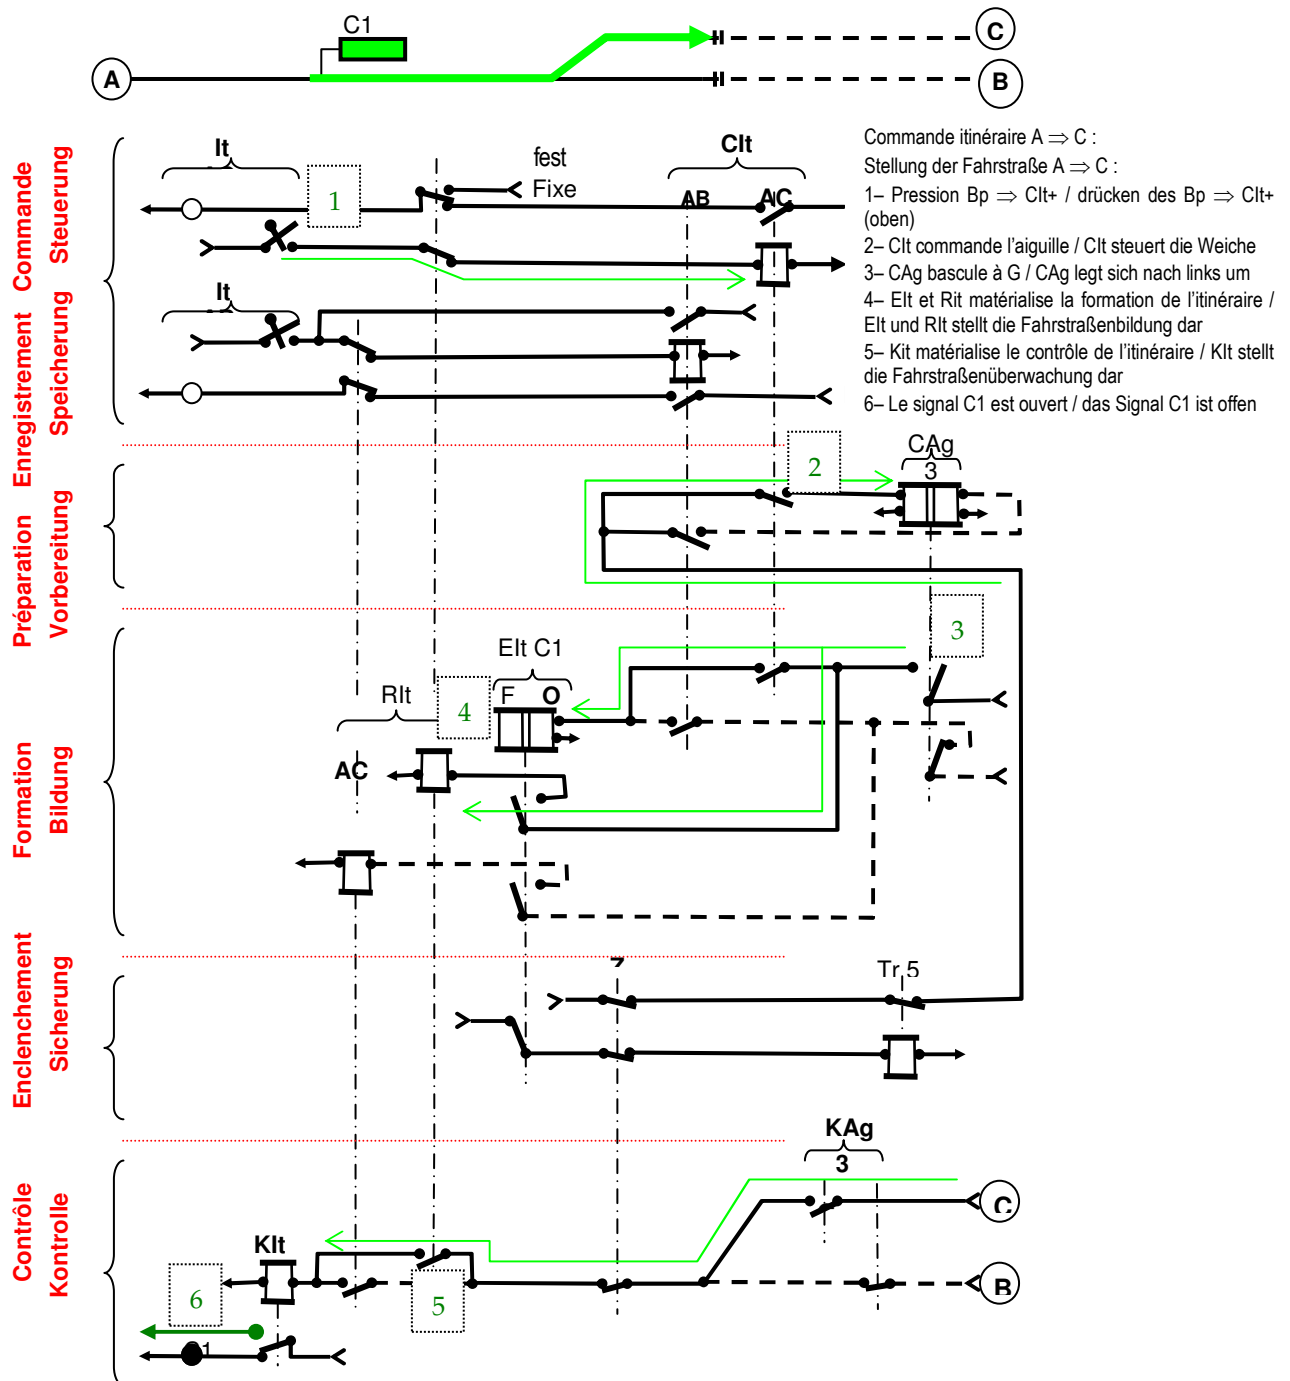 C1
C
A
B
Commande itinéraire A ⇒ C :
Stellung der Fahrstraße A ⇒ C :
1– Pression Bp ⇒ CIt+ / drücken des Bp ⇒ CIt+
(oben)
2– CIt commande l'aiguille / CIt steuert die Weiche
3– CAg bascule à G / CAg legt sich nach links um
4– EIt et Rit matérialise la formation de l'itinéraire /
EIt und RIt stellt die Fahrstraßenbildung dar
5– Kit matérialise le contrôle de l'itinéraire / KIt stellt
die Fahrstraßenüberwachung dar
6– Le signal C1 est ouvert / das Signal C1 ist offen
Commande
Steuerung
It
1
fest
Fixe
CIt
AB
AC
Enregistrement
Speicherung
It
Préparation
Vorbereitung
2
CAg
3
Formation
Bildung
3
EIt C1
F O
RIt
4
AC
Enclenchement
Sicherung
Tr 5
Contrôle
Kontrolle
KAg
3
C
KIt
B
6
5